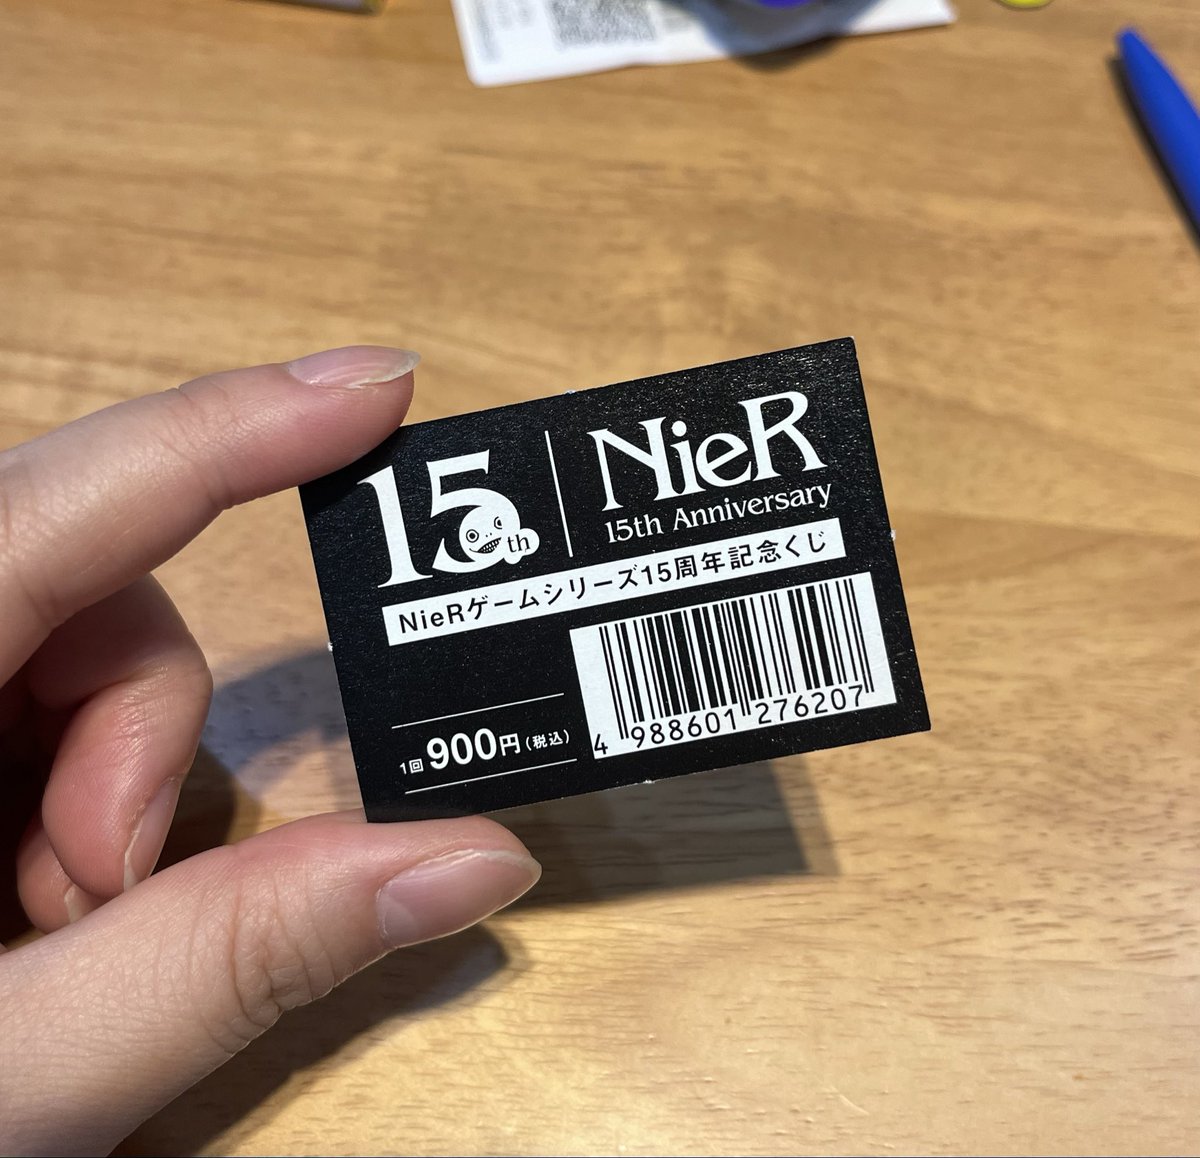 15th
NieR
15th Anniversary
NieRゲームシリーズ15周年記念くじ
1回900円(税込)
4 988601 276207